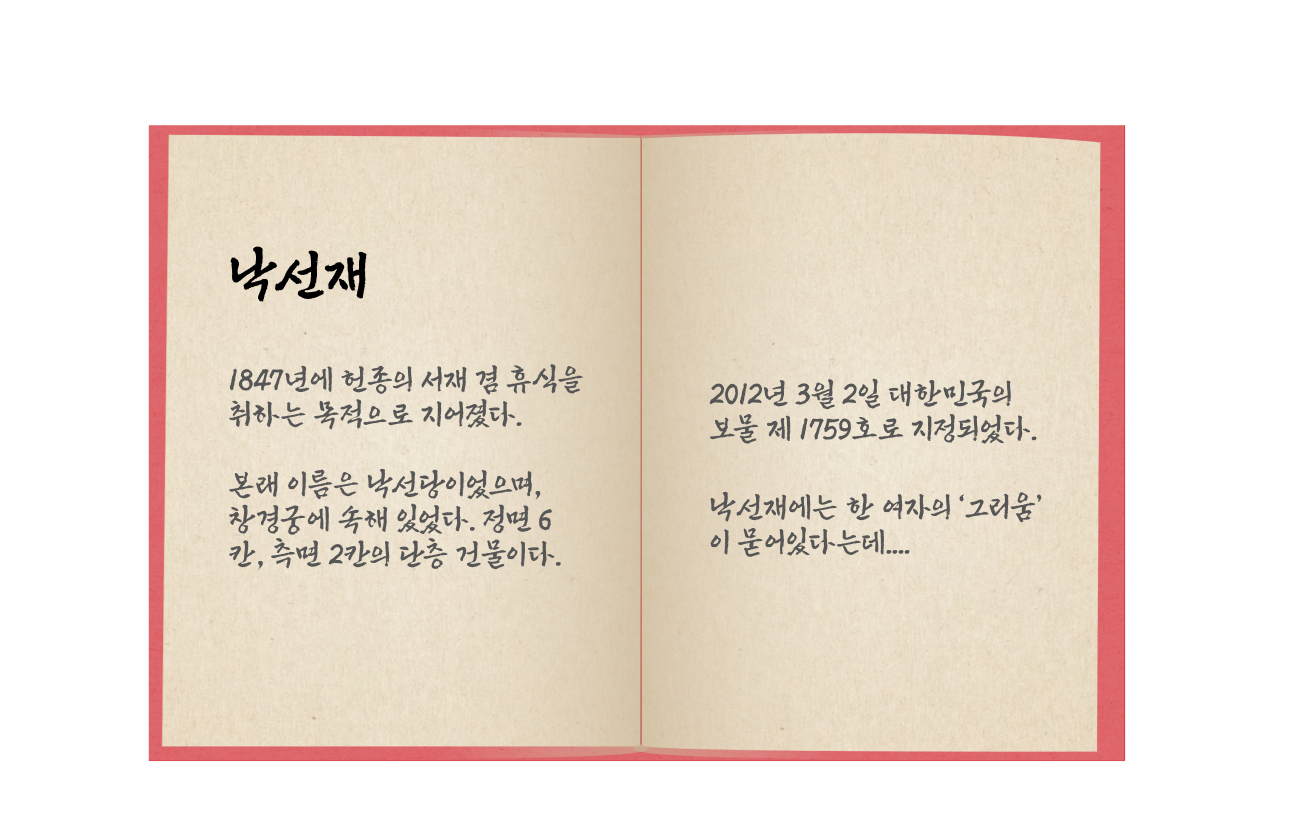 낙선재
1847년에 헌종의 서재 겸 휴식을
취하는 목적으로 지어졌다.
본래 이름은 낙선당이었으며,
창경궁에 속해 있었다. 정면 6
칸, 측면 2칸의 단층 건물이다.
2012년 3월 2일 대한민국의
보물 제 1759호로 지정되었다.
낙선재에는 한 여자의 ‘그리움’
이 묻어있다는데....